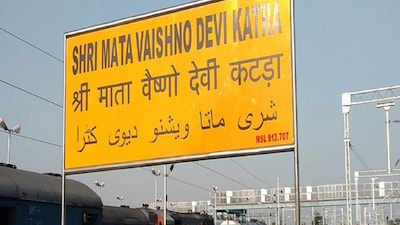 SHRI MATA VAISHNO DEVI KATRA
श्री माता वैष्णो देवी कटड़ा
شری ماتا ویشنو دیوی کٹرا
MSL 813.707